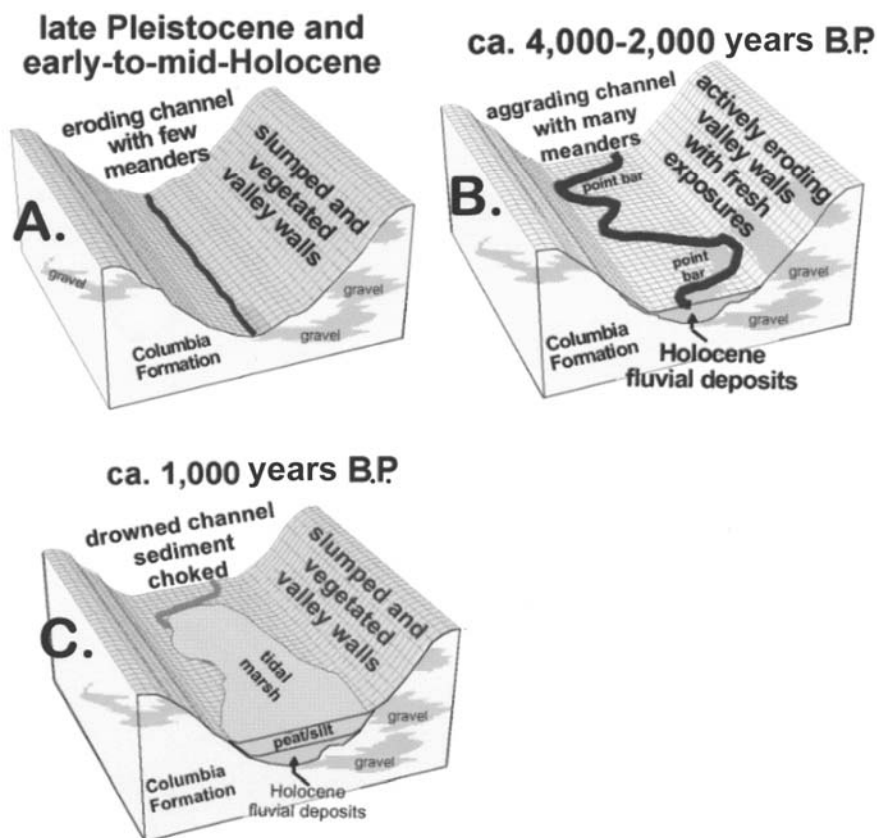 late Pleistocene and
early-to-mid-Holocene
eroding channel
with few
meanders
slumped and
vegetated
valley walls
A.
gravel
gravel
gravel
Columbia
Formation
ca. 4,000-2,000 years B.P.
aggrading channel
with many
meanders
actively eroding
valley walls
with fresh
exposures
point bar
B.
point
bar
gravel
gravel
Columbia
Formation
Holocene
fluvial deposits
ca. 1,000 years B.P.
drowned channel
sediment
choked
slumped and
vegetated
valley walls
C.
tidal
marsh
peat/silt
gravel
gravel
Columbia
Formation
Holocene
fluvial deposits